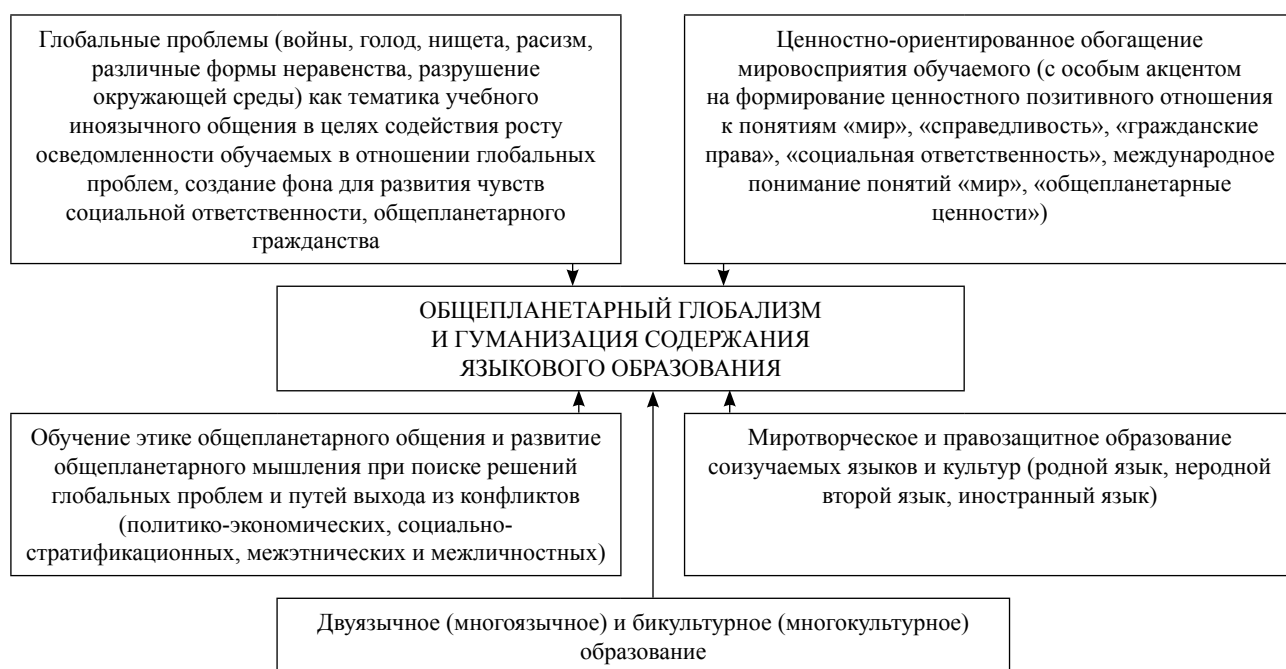 Глобальные проблемы (войны, голод, нищета, расизм,
различные формы неравенства, разрушение
окружающей среды) как тематика учебного
иноязычного общения в целях содействия росту
осведомленности обучаемых в отношении глобальных
проблем, создание фона для развития чувств
социальной ответственности, общепланетарного
гражданства
Ценностно-ориентированное обогащение
мировосприятия обучаемого (с особым акцентом
на формирование ценностного позитивного отношения
к понятиям «мир», «справедливость», «гражданские
права», «социальная ответственность», международное
понимание понятий «мир», «общепланетарные
ценности»)
ОБЩЕПЛАНЕТАРНЫЙ ГЛОБАЛИЗМ
И ГУМАНИЗАЦИЯ СОДЕРЖАНИЯ
ЯЗЫКОВОГО ОБРАЗОВАНИЯ
Обучение этике общепланетарного общения и развитие
общепланетарного мышления при поиске решений
глобальных проблем и путей выхода из конфликтов
(политико-экономических, социально-
стратификационных, межэтнических и межличностных)
Миротворческое и правозащитное образование
соизучаемых языков и культур (родной язык, неродной
второй язык, иностранный язык)
Двуязычное (многоязычное) и бикультурное (многокультурное)
образование